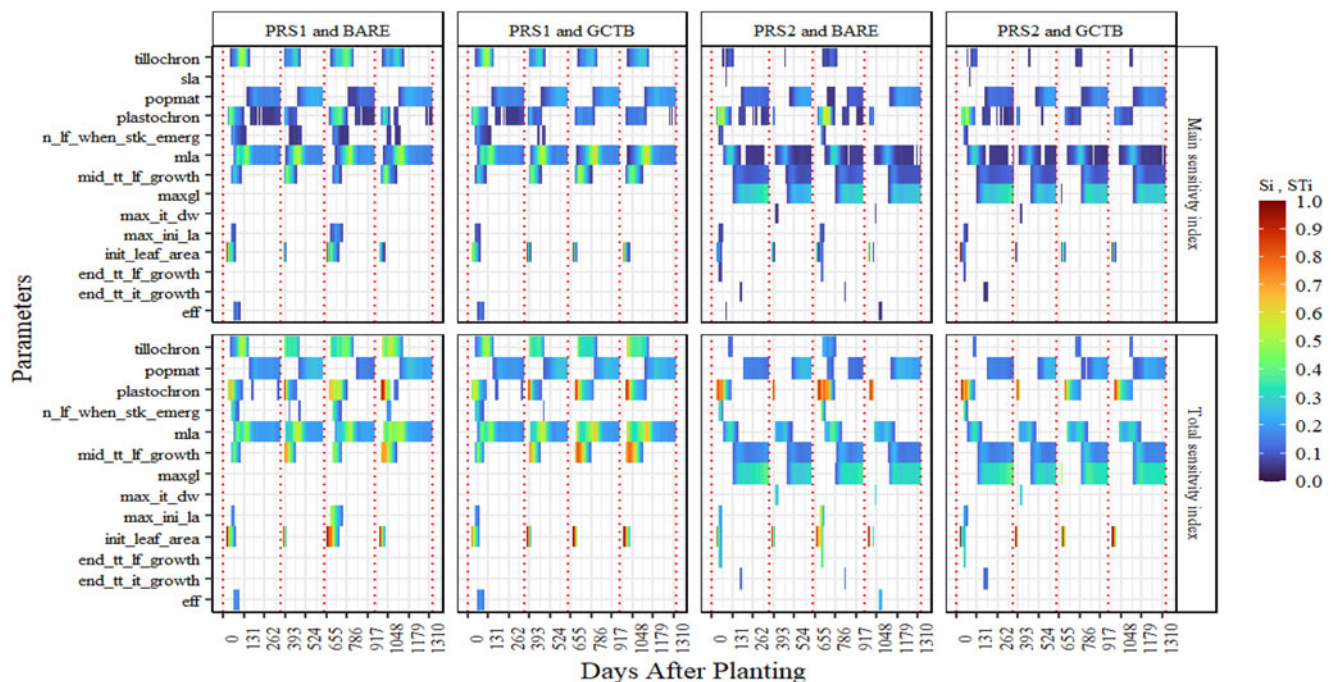 PRS1 and BARE
PRS1 and GCTB
PRS2 and BARE
PRS2 and GCTB
tillochron
sla
popmat
plastochron
n_lf_when_stk_emerg
mla
mid_tt_lf_growth
maxgl
max_it_dw
max_ini_la
init_leaf_area
end_tt_lf_growth
end_tt_it_growth
eff
Main sensitivty index
tillochron
popmat
plastochron
n_lf_when_stk_emerg
mla
mid_tt_lf_growth
maxgl
max_it_dw
max_ini_la
init_leaf_area
end_tt_lf_growth
end_tt_it_growth
eff
Total sensitvity index
Parameters
0 131 262 393 524 655 786 917 1048 1179 1310
0 131 262 393 524 655 786 917 1048 1179 1310
0 131 262 393 524 655 786 917 1048 1179 1310
0 131 262 393 524 655 786 917 1048 1179 1310
Days After Planting
Si , STi
1.0
0.9
0.8
0.7
0.6
0.5
0.4
0.3
0.2
0.1
0.0